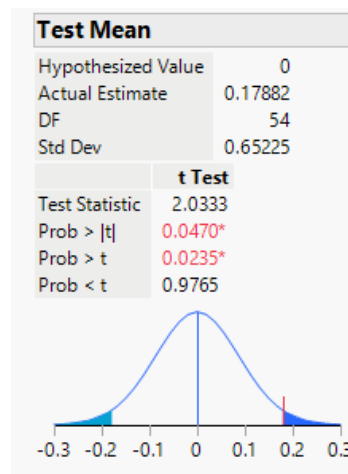 Test Mean
Hypothesized Value 0
Actual Estimate 0.17882
DF 54
Std Dev 0.65225
t Test
Test Statistic 2.0333
Prob > |t| 0.0470*
Prob > t 0.0235*
Prob < t 0.9765
-0.3 -0.2 -0.1 0 0.1 0.2 0.3